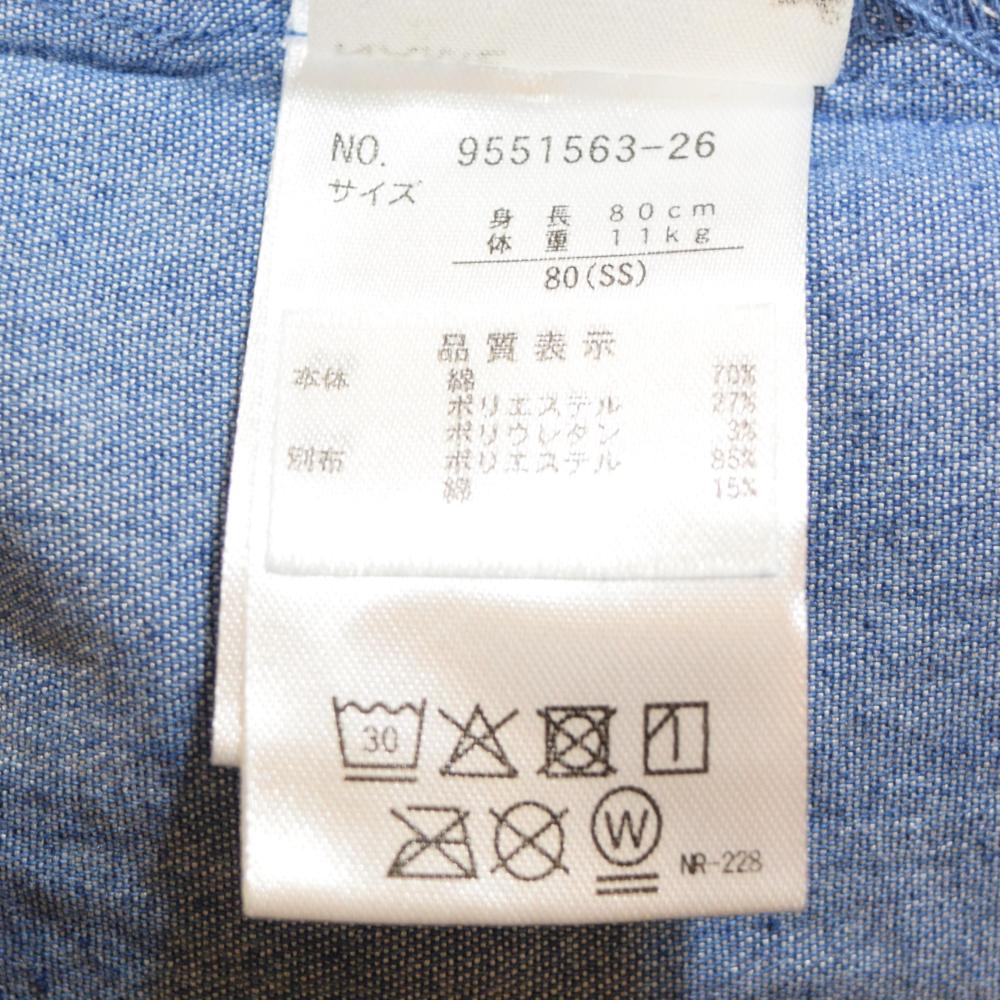 NO. 9551563-26
サイズ
身長 80cm
体重 11kg
80(SS)
品質表示
本体 綿 70%
ポリエステル 27%
ポリウレタン 3%
別布 ポリエステル 85%
綿 15%
30
W
NR-228